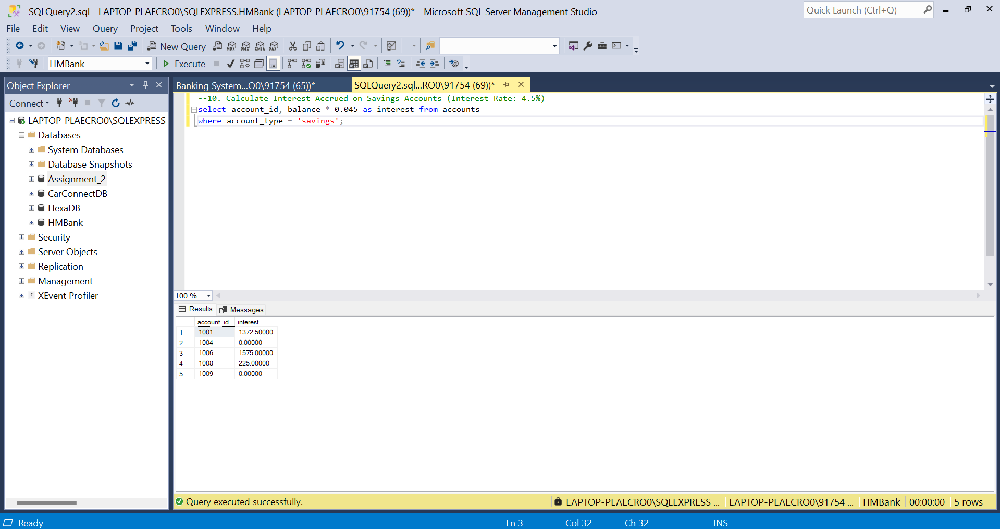 SQLQuery2.sql - LAPTOP-PLAECRO0\SQLEXPRESS.HMBank (LAPTOP-PLAECRO0\91754 (69))* - Microsoft SQL Server Management Studio
Quick Launch (Ctrl+Q)
File Edit View Query Project Tools Window Help
New Query MDX DMX XMLA DAX
HMBank Execute
Object Explorer
Banking System...O0\91754 (65))*
SQLQuery2.sql...RO0\91754 (69))*
Connect
LAPTOP-PLAECRO0\SQLEXPRESS
Databases
System Databases
Database Snapshots
Assignment_2
CarConnectDB
HexaDB
HMBank
Security
Server Objects
Replication
Management
XEvent Profiler
--10. Calculate Interest Accrued on Savings Accounts (Interest Rate: 4.5%)
select account_id, balance * 0.045 as interest from accounts
where account_type = 'savings';
100 %
Results Messages
account_id interest
1 1001 1372.50000
2 1004 0.00000
3 1006 1575.00000
4 1008 225.00000
5 1009 0.00000
Query executed successfully.
LAPTOP-PLAECRO0\SQLEXPRESS ... LAPTOP-PLAECRO0\91754 ... HMBank 00:00:00 5 rows
Ready Ln 3 Col 32 Ch 32 INS